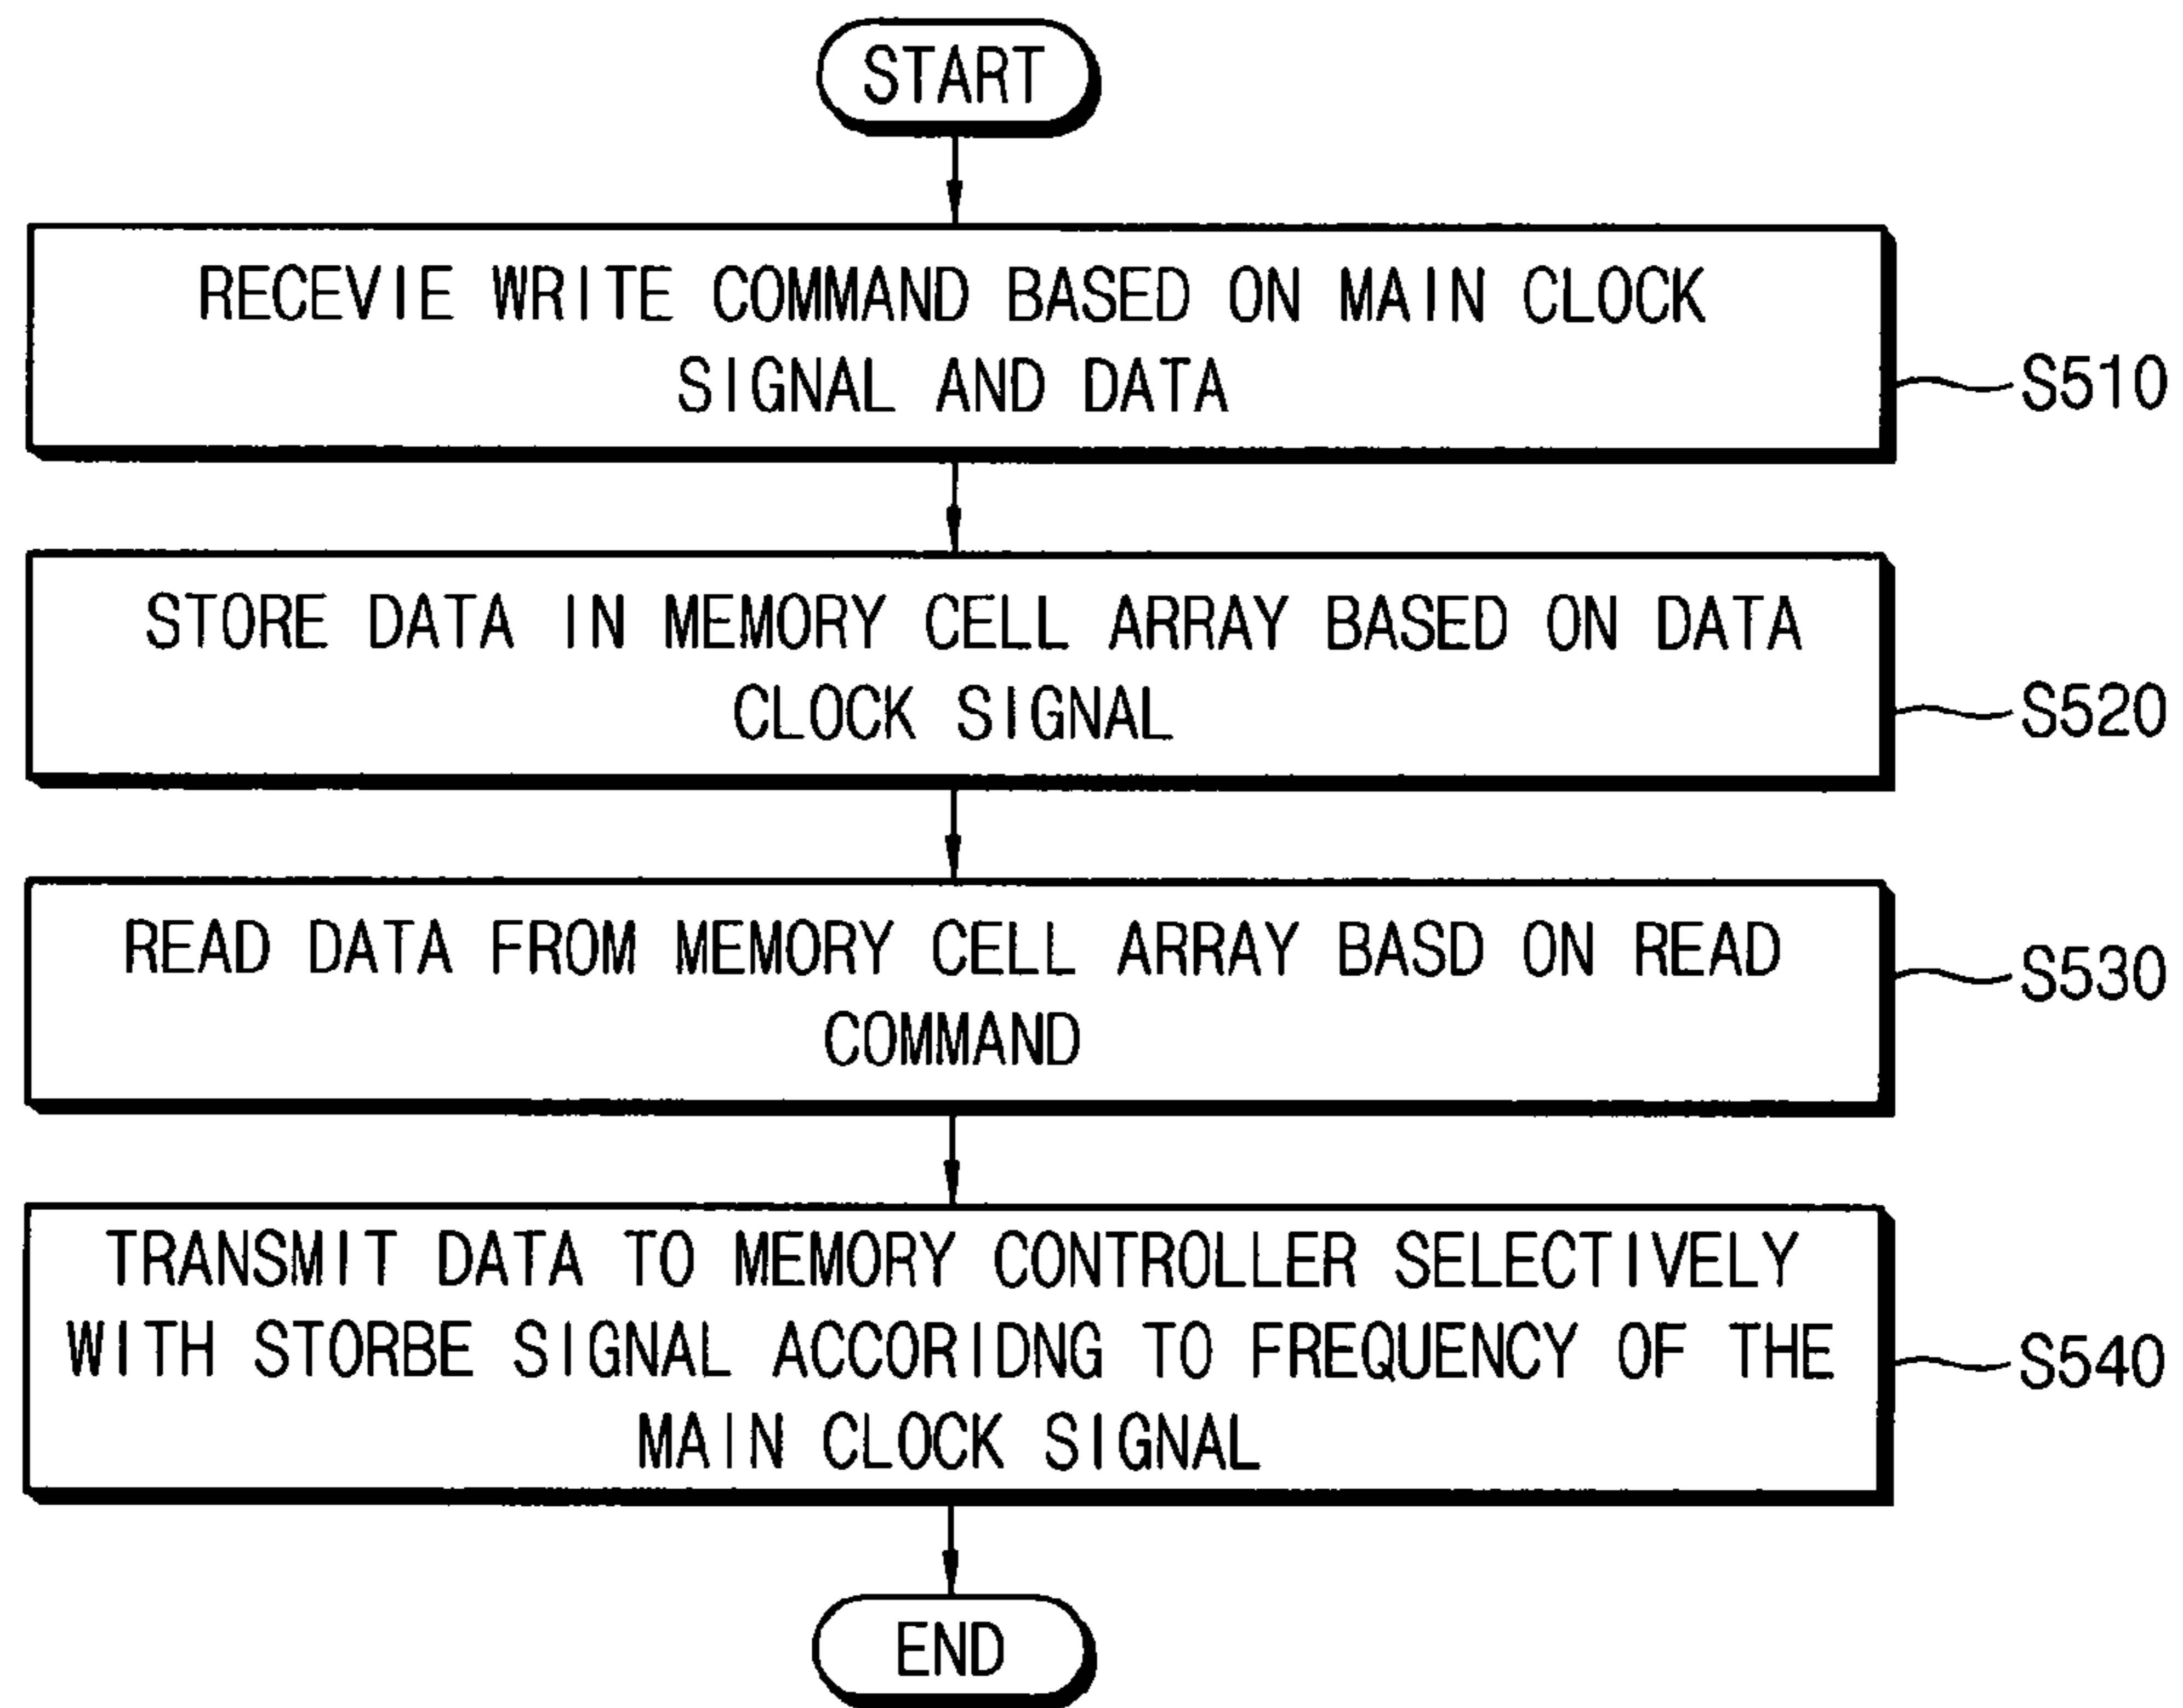 START
RECEVIE WRITE COMMAND BASED ON MAIN CLOCK
SIGNAL AND DATA
S510
STORE DATA IN MEMORY CELL ARRAY BASED ON DATA
CLOCK SIGNAL
S520
READ DATA FROM MEMORY CELL ARRAY BASD ON READ
COMMAND
S530
TRANSMIT DATA TO MEMORY CONTROLLER SELECTIVELY
WITH STORBE SIGNAL ACCORIDNG TO FREQUENCY OF THE
MAIN CLOCK SIGNAL
S540
END